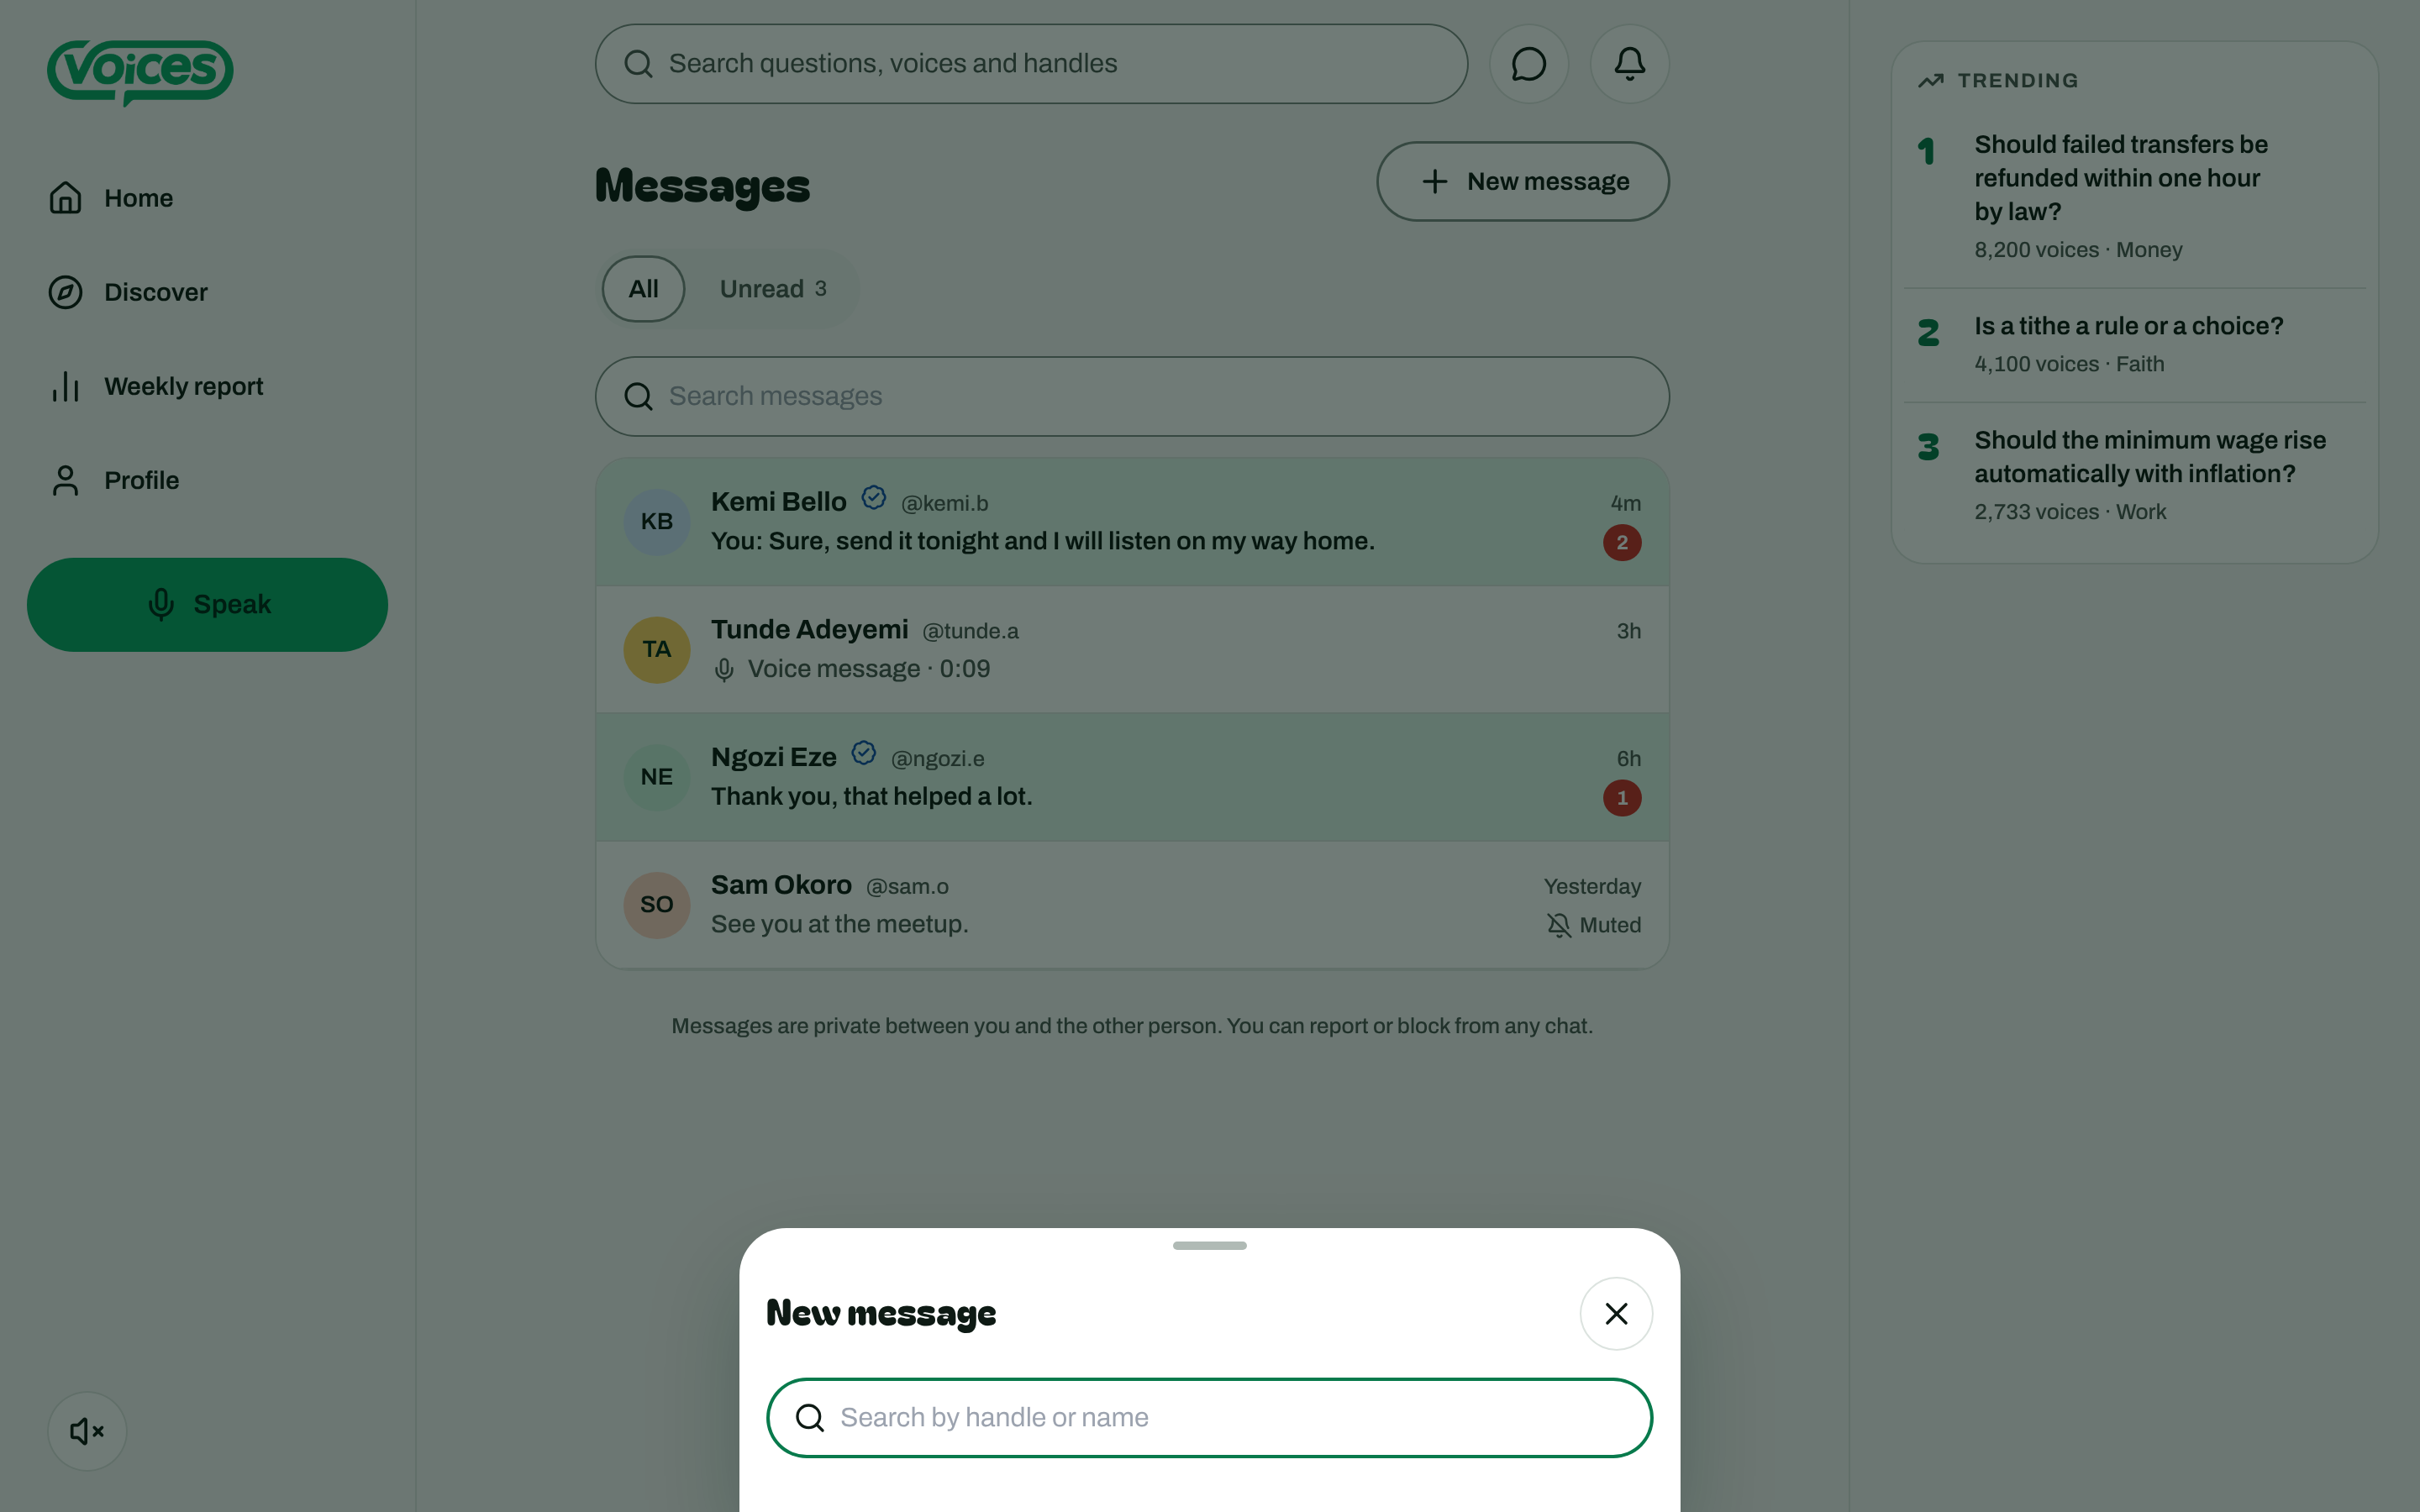 Voices
Home
Discover
Weekly report
Profile
Speak
Search questions, voices and handles
Messages
New message
All
Unread 3
Search messages
KB
Kemi Bello @kemi.b
4m
You: Sure, send it tonight and I will listen on my way home.
2
TA
Tunde Adeyemi @tunde.a
3h
Voice message · 0:09
NE
Ngozi Eze @ngozi.e
6h
Thank you, that helped a lot.
1
SO
Sam Okoro @sam.o
Yesterday
See you at the meetup.
Muted
Messages are private between you and the other person. You can report or block from any chat.
TRENDING
1
Should failed transfers be
refunded within one hour
by law?
8,200 voices · Money
2
Is a tithe a rule or a choice?
4,100 voices · Faith
3
Should the minimum wage rise
automatically with inflation?
2,733 voices · Work
New message
Search by handle or name